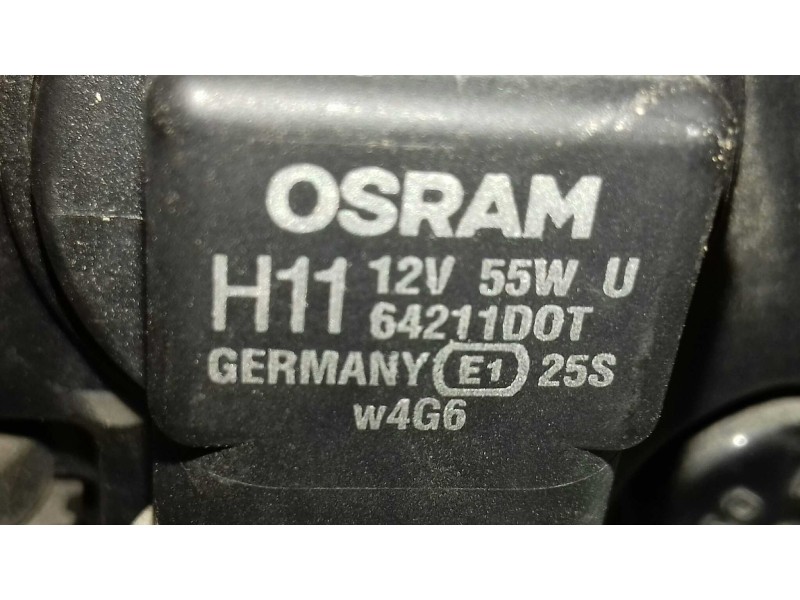 OSRAM
H11 12V 55W U
64211DOT
GERMANY E1 25S
w4G6